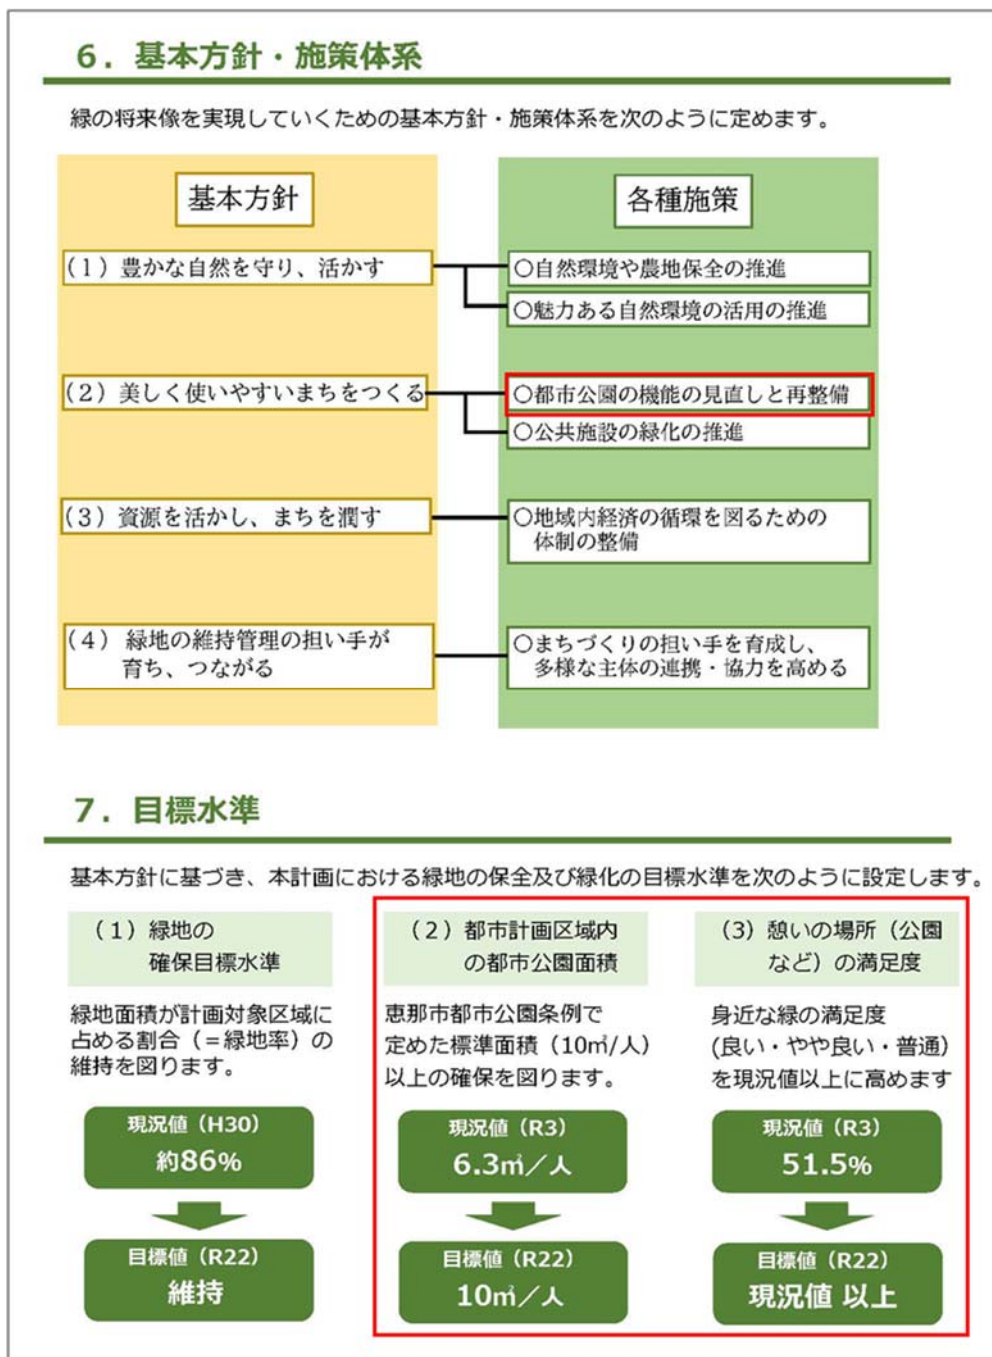 6．基本方針・施策体系
緑の将来像を実現していくための基本方針・施策体系を次のように定めます。
基本方針
各種施策
（1）豊かな自然を守り、活かす
○自然環境や農地保全の推進
○魅力ある自然環境の活用の推進
（2）美しく使いやすいまちをつくる
○都市公園の機能の見直しと再整備
○公共施設の緑化の推進
（3）資源を活かし、まちを潤す
○地域内経済の循環を図るための
体制の整備
（4）緑地の維持管理の担い手が
育ち、つながる
○まちづくりの担い手を育成し、
多様な主体の連携・協力を高める
7．目標水準
基本方針に基づき、本計画における緑地の保全及び緑化の目標水準を次のように設定します。
（1）緑地の
確保目標水準
緑地面積が計画対象区域に
占める割合（＝緑地率）の
維持を図ります。
現況値（H30）
約86%
目標値（R22）
維持
（2）都市計画区域内
の都市公園面積
恵那市都市公園条例で
定めた標準面積（10㎡/人）
以上の確保を図ります。
現況値（R3）
6.3㎡／人
目標値（R22）
10㎡／人
（3）憩いの場所（公園
など）の満足度
身近な緑の満足度
(良い・やや良い・普通)
を現況値以上に高めます
現況値（R3）
51.5%
目標値（R22）
現況値 以上